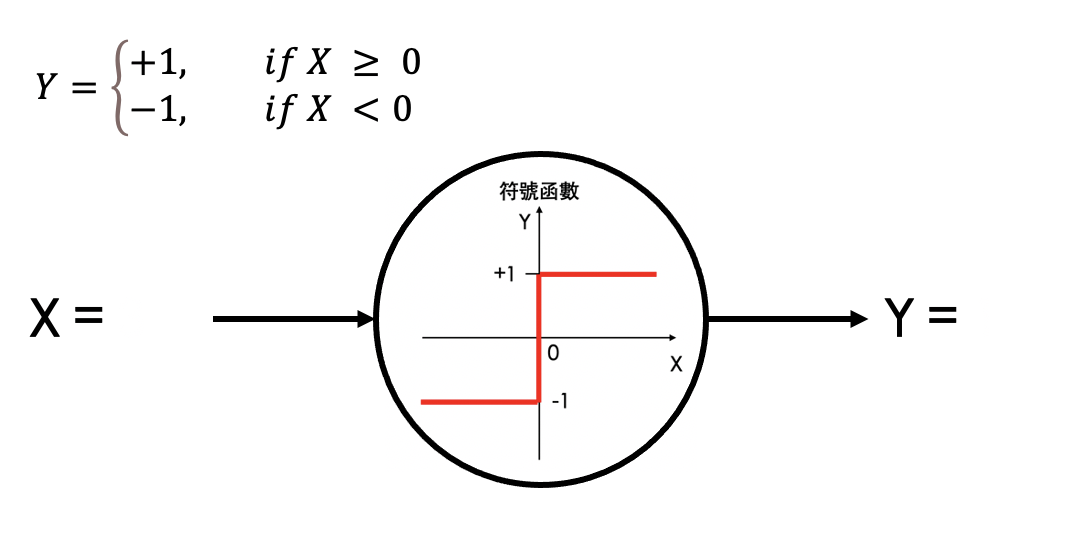 Y = { +1, if X ≥ 0
−1, if X < 0
符號函數
Y
+1
X =
Y =
0
X
-1